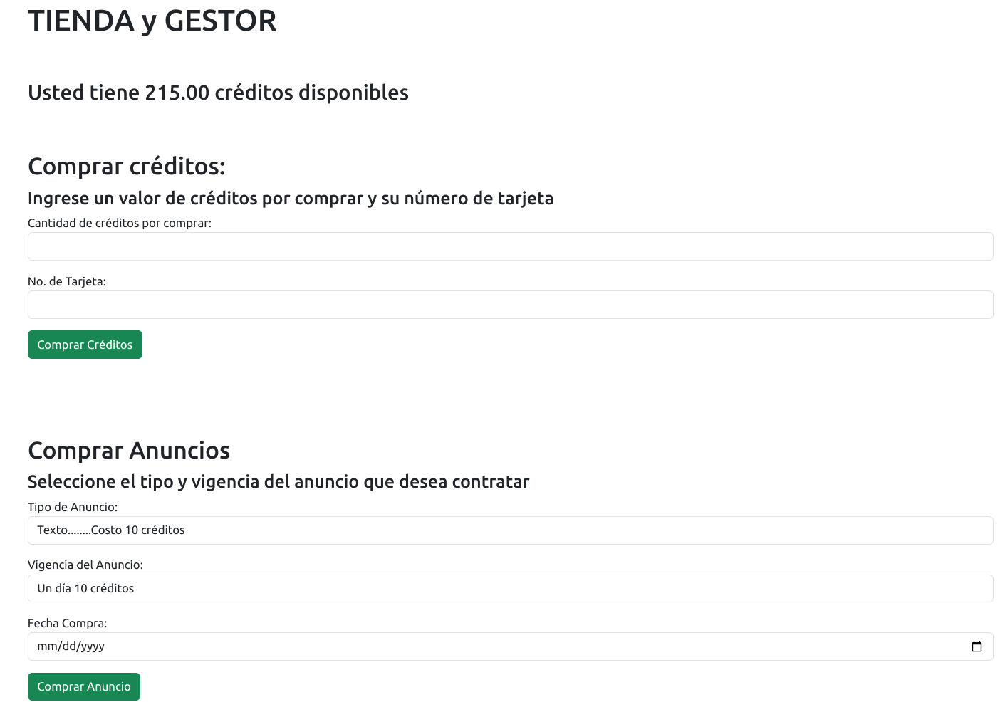 TIENDA y GESTOR
Usted tiene 215.00 créditos disponibles
Comprar créditos:
Ingrese un valor de créditos por comprar y su número de tarjeta
Cantidad de créditos por comprar:
No. de Tarjeta:
Comprar Créditos
Comprar Anuncios
Seleccione el tipo y vigencia del anuncio que desea contratar
Tipo de Anuncio:
Texto........Costo 10 créditos
Vigencia del Anuncio:
Un día 10 créditos
Fecha Compra:
mm/dd/yyyy
Comprar Anuncio